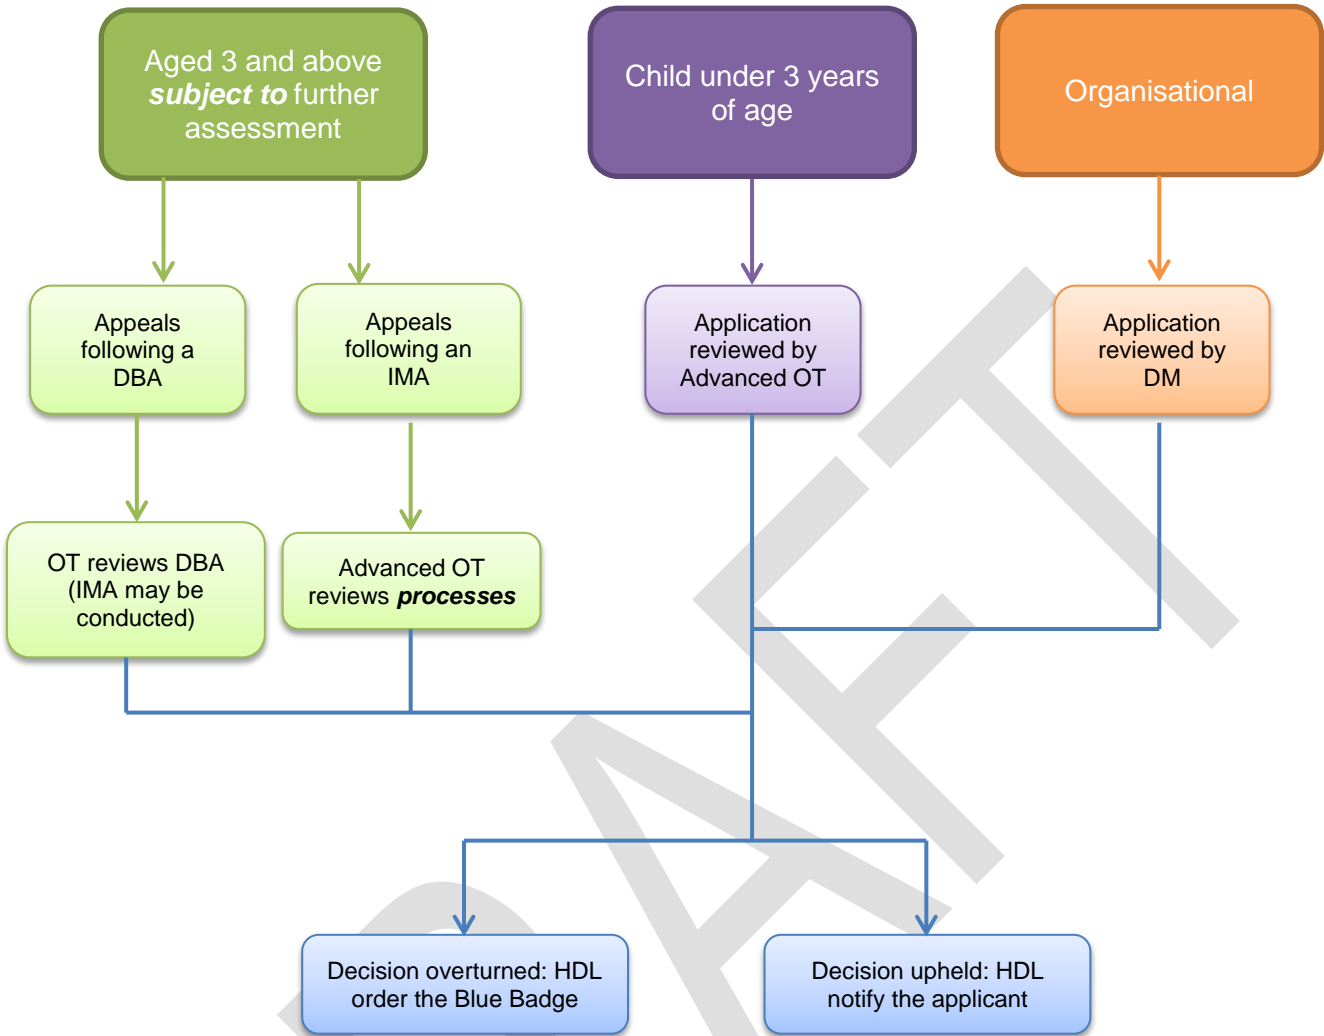 Aged 3 and above
subject to further
assessment
Child under 3 years
of age
Organisational
Appeals
following a
DBA
Appeals
following an
IMA
Application
reviewed by
Advanced OT
Application
reviewed by
DM
OT reviews DBA
(IMA may be
conducted)
Advanced OT
reviews processes
Decision overturned: HDL
order the Blue Badge
Decision upheld: HDL
notify the applicant
RAFT